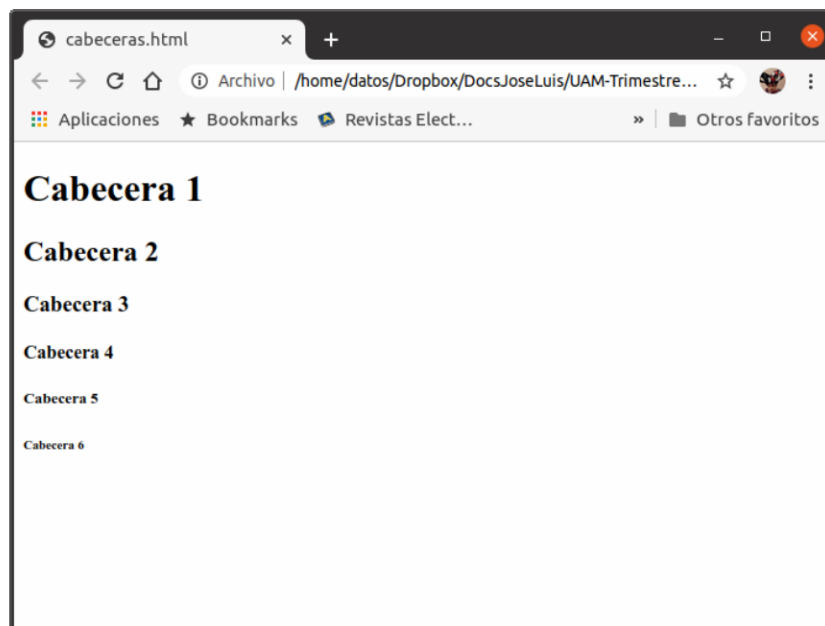 cabeceras.html
Archivo /home/datos/Dropbox/DocsJoseLuis/UAM-Trimestre...
Aplicaciones Bookmarks Revistas Elect... » Otros favoritos
Cabecera 1
Cabecera 2
Cabecera 3
Cabecera 4
Cabecera 5
Cabecera 6